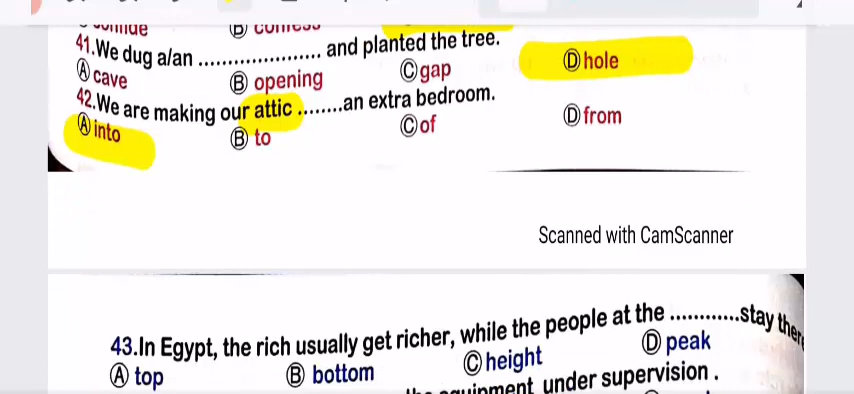 Ⓑ confess
41.We dug a/an .................... and planted the tree.
Ⓐ cave Ⓑ opening Ⓒ gap Ⓓ hole
42.We are making our attic ........an extra bedroom.
Ⓐ into Ⓑ to Ⓒ of Ⓓ from
Scanned with CamScanner
43.In Egypt, the rich usually get richer, while the people at the ............stay there
Ⓐ top Ⓑ bottom Ⓒ height Ⓓ peak
equipment under supervision .